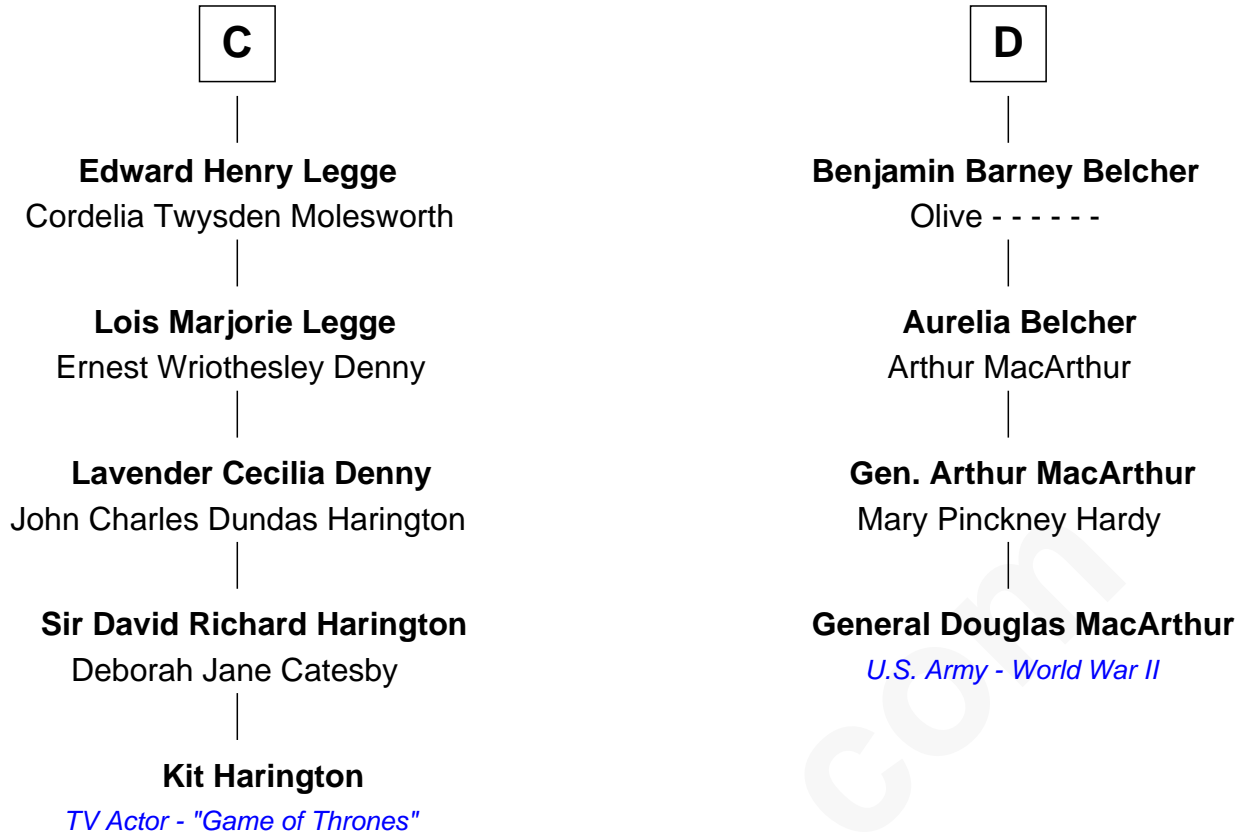 C
Edward Henry Legge
Cordelia Twysden Molesworth
Lois Marjorie Legge
Ernest Wriothesley Denny
Lavender Cecilia Denny
John Charles Dundas Harington
Sir David Richard Harington
Deborah Jane Catesby
Kit Harington
TV Actor - "Game of Thrones"
D
Benjamin Barney Belcher
Olive - - - - - -
Aurelia Belcher
Arthur MacArthur
Gen. Arthur MacArthur
Mary Pinckney Hardy
General Douglas MacArthur
U.S. Army - World War II
com